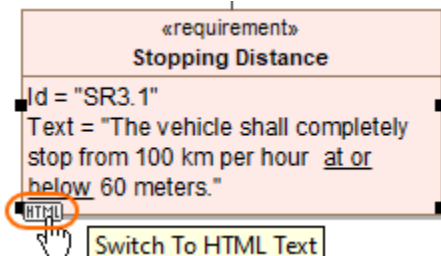 «requirement»
Stopping Distance
Id = "SR3.1"
Text = "The vehicle shall completely
stop from 100 km per hour at or
below 60 meters."
HTML
Switch To HTML Text